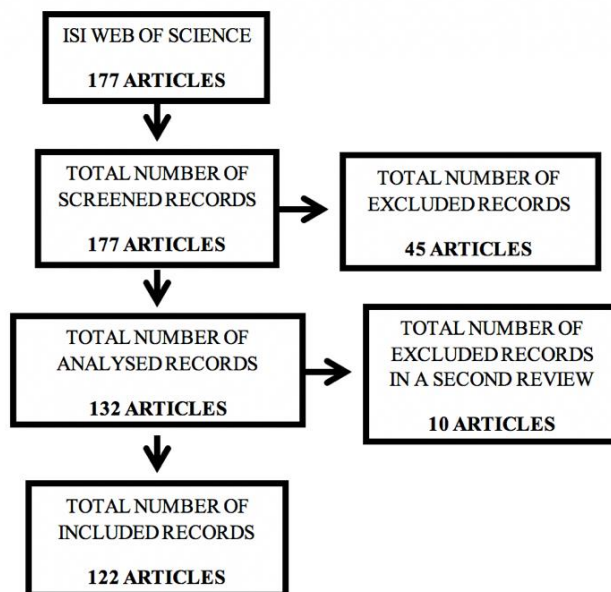 ISI WEB OF SCIENCE
177 ARTICLES
TOTAL NUMBER OF
SCREENED RECORDS
177 ARTICLES
TOTAL NUMBER OF
EXCLUDED RECORDS
45 ARTICLES
TOTAL NUMBER OF
ANALYSED RECORDS
132 ARTICLES
TOTAL NUMBER OF
EXCLUDED RECORDS
IN A SECOND REVIEW
10 ARTICLES
TOTAL NUMBER OF
INCLUDED RECORDS
122 ARTICLES